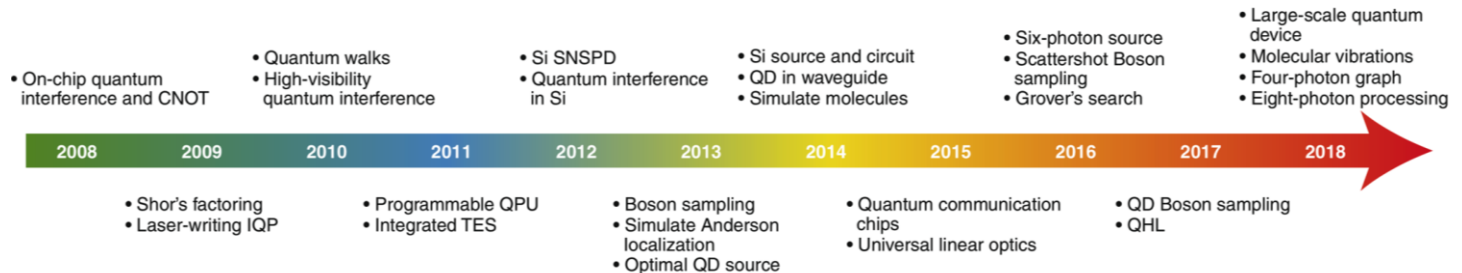 • On-chip quantum
interference and CNOT
• Quantum walks
• High-visibility
quantum interference
• Si SNSPD
• Quantum interference
in Si
• Si source and circuit
• QD in waveguide
• Simulate molecules
• Six-photon source
• Scattershot Boson
sampling
• Grover’s search
• Large-scale quantum
device
• Molecular vibrations
• Four-photon graph
• Eight-photon processing
2008 2009 2010 2011 2012 2013 2014 2015 2016 2017 2018
• Shor’s factoring
• Laser-writing IQP
• Programmable QPU
• Integrated TES
• Boson sampling
• Simulate Anderson
localization
• Optimal QD source
• Quantum communication
chips
• Universal linear optics
• QD Boson sampling
• QHL